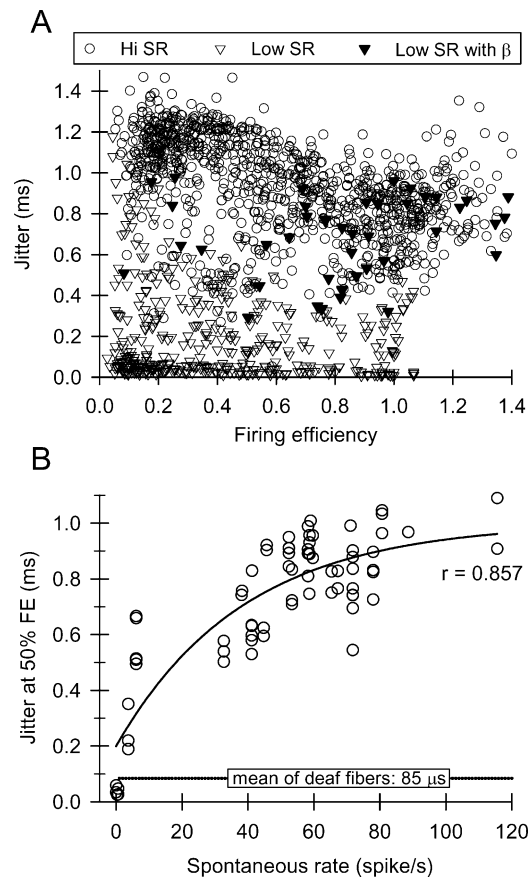 A
Hi SR Low SR Low SR with β
1.4
1.2
1.0
0.8
0.6
0.4
0.2
0.0
Jitter (ms)
0.0 0.2 0.4 0.6 0.8 1.0 1.2 1.4
Firing efficiency
B
1.0
0.8
0.6
0.4
0.2
0.0
Jitter at 50% FE (ms)
r = 0.857
mean of deaf fibers: 85 μs
0 20 40 60 80 100 120
Spontaneous rate (spike/s)